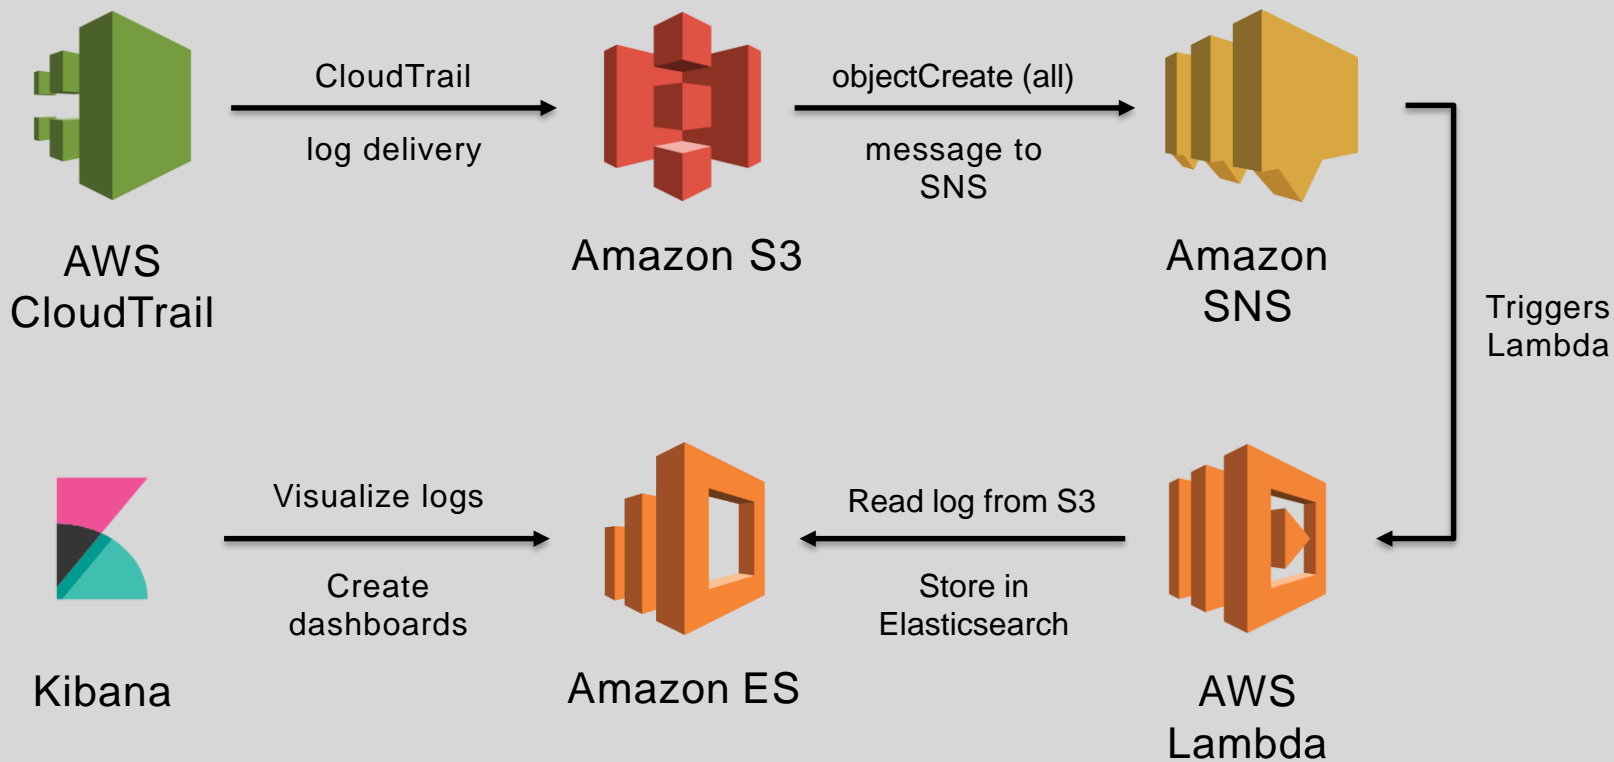 CloudTrail
log delivery
objectCreate (all)
message to
SNS
AWS
CloudTrail
Amazon S3
Amazon
SNS
Triggers
Lambda
Visualize logs
Create
dashboards
Read log from S3
Store in
Elasticsearch
Kibana
Amazon ES
AWS
Lambda